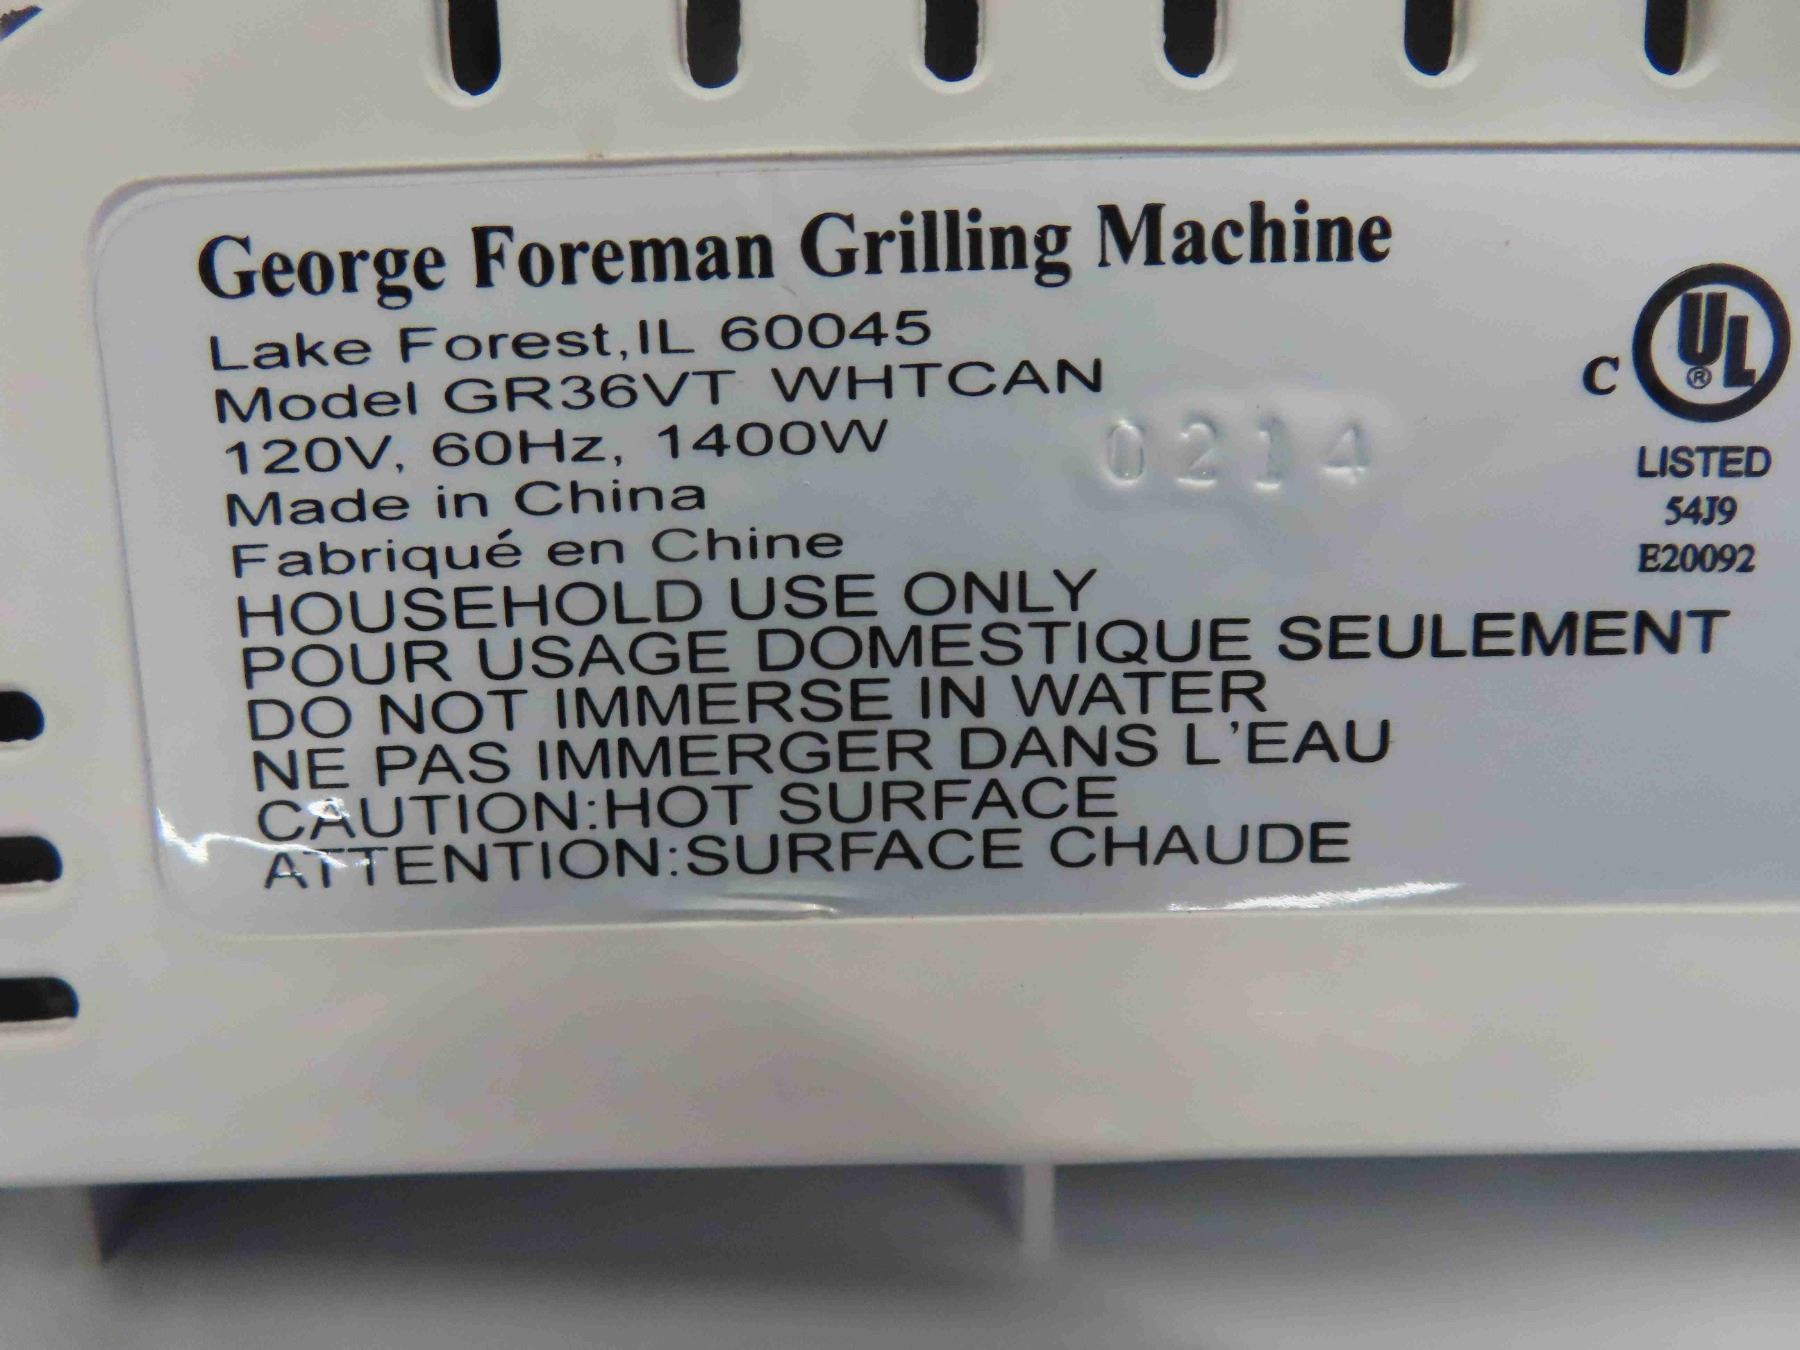 George Foreman Grilling Machine
Lake Forest,IL 60045
Model GR36VT WHTCAN
120V, 60Hz, 1400W
0214
Made in China
Fabriqué en Chine
HOUSEHOLD USE ONLY
POUR USAGE DOMESTIQUE SEULEMENT
DO NOT IMMERSE IN WATER
NE PAS IMMERGER DANS L'EAU
CAUTION:HOT SURFACE
ATTENTION:SURFACE CHAUDE
C UL ®
LISTED
54J9
E20092